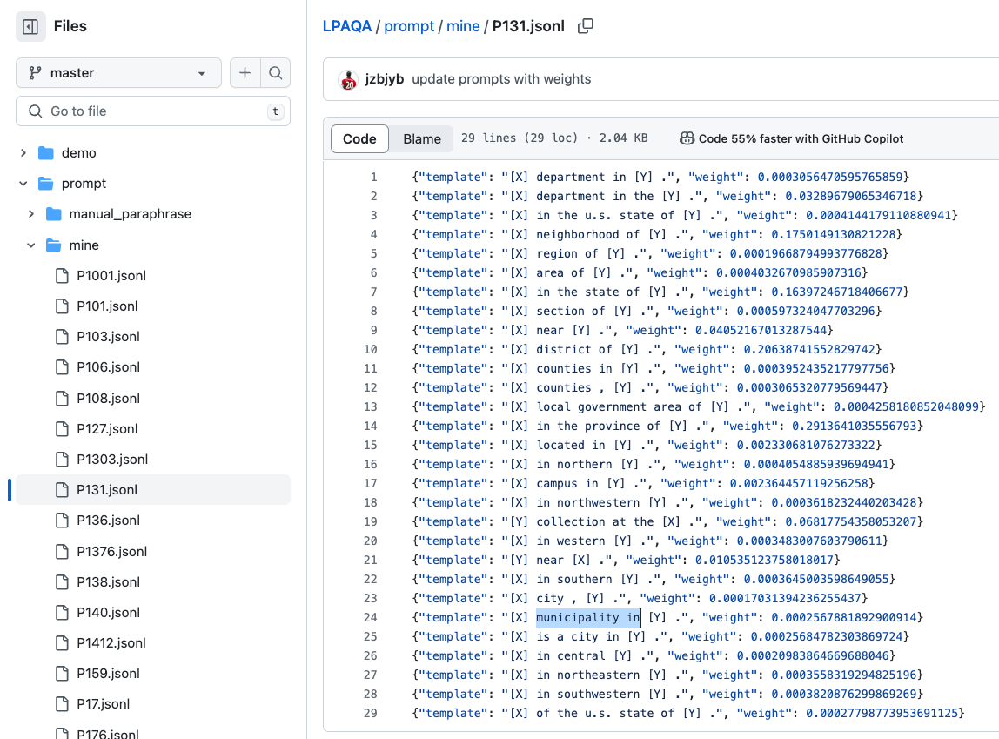 Files
master
Go to file
t
demo
prompt
manual_paraphrase
mine
P1001.jsonl
P101.jsonl
P103.jsonl
P106.jsonl
P108.jsonl
P127.jsonl
P1303.jsonl
P131.jsonl
P136.jsonl
P1376.jsonl
P138.jsonl
P140.jsonl
P1412.jsonl
P159.jsonl
P17.jsonl
P176.jsonl
LPAQA / prompt / mine / P131.jsonl
jzbjyb update prompts with weights
Code Blame 29 lines (29 loc) · 2.04 KB Code 55% faster with GitHub Copilot
1 {"template": "[X] department in [Y] .", "weight": 0.0003056470595765859}
2 {"template": "[X] department in the [Y] .", "weight": 0.03289679065346718}
3 {"template": "[X] in the u.s. state of [Y] .", "weight": 0.0004144179110880941}
4 {"template": "[X] neighborhood of [Y] .", "weight": 0.1750149130821228}
5 {"template": "[X] region of [Y] .", "weight": 0.00019668794993776828}
6 {"template": "[X] area of [Y] .", "weight": 0.0004032670985907316}
7 {"template": "[X] in the state of [Y] .", "weight": 0.16397246718406677}
8 {"template": "[X] section of [Y] .", "weight": 0.000597324047703296}
9 {"template": "[X] near [Y] .", "weight": 0.04052167013287544}
10 {"template": "[X] district of [Y] .", "weight": 0.20638741552829742}
11 {"template": "[X] counties in [Y] .", "weight": 0.0003952435217797756}
12 {"template": "[X] counties , [Y] .", "weight": 0.0003065320779569447}
13 {"template": "[X] local government area of [Y] .", "weight": 0.0004258180852048099}
14 {"template": "[X] in the province of [Y] .", "weight": 0.2913641035556793}
15 {"template": "[X] located in [Y] .", "weight": 0.002330681076273322}
16 {"template": "[X] in northern [Y] .", "weight": 0.0004054885939694941}
17 {"template": "[X] campus in [Y] .", "weight": 0.002364457119256258}
18 {"template": "[X] in northwestern [Y] .", "weight": 0.0003618232440203428}
19 {"template": "[Y] collection at the [X] .", "weight": 0.06817754358053207}
20 {"template": "[X] in western [Y] .", "weight": 0.0003483007603790611}
21 {"template": "[Y] near [X] .", "weight": 0.010535123758018017}
22 {"template": "[X] in southern [Y] .", "weight": 0.0003645003598649055}
23 {"template": "[X] city , [Y] .", "weight": 0.00017031394236255437}
24 {"template": "[X] municipality in [Y] .", "weight": 0.0002567881892900914}
25 {"template": "[X] is a city in [Y] .", "weight": 0.00025684782303869724}
26 {"template": "[X] in central [Y] .", "weight": 0.00020983864669688046}
27 {"template": "[X] in northeastern [Y] .", "weight": 0.0003558319294825196}
28 {"template": "[X] in southwestern [Y] .", "weight": 0.0003820876299869269}
29 {"template": "[X] of the u.s. state of [Y] .", "weight": 0.00027798773953691125}